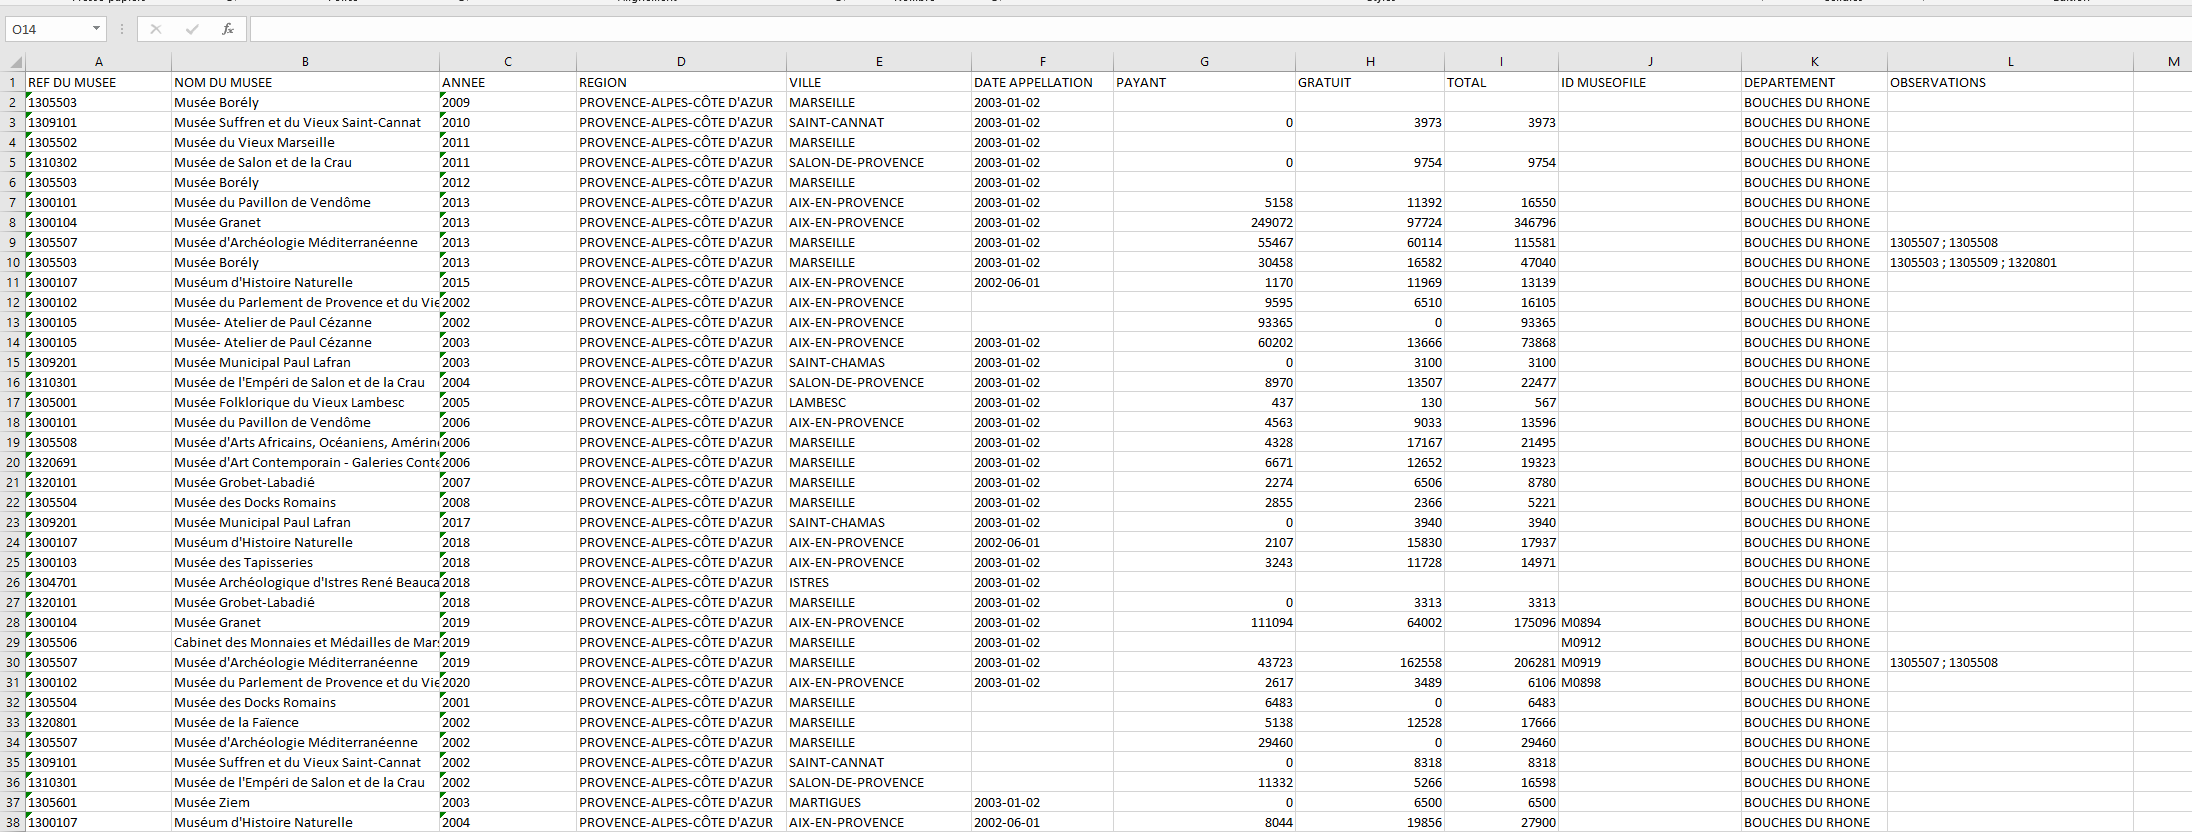 O14 fx
A B C D E F G H I J K L M
1 REF DU MUSEE NOM DU MUSEE ANNEE REGION VILLE DATE APPELLATION PAYANT GRATUIT TOTAL ID MUSEOFILE DEPARTEMENT OBSERVATIONS
2 1305503 Musée Borély 2009 PROVENCE-ALPES-CÔTE D'AZUR MARSEILLE 2003-01-02 BOUCHES DU RHONE
3 1309101 Musée Suffren et du Vieux Saint-Cannat 2010 PROVENCE-ALPES-CÔTE D'AZUR SAINT-CANNAT 2003-01-02 0 3973 3973 BOUCHES DU RHONE
4 1305502 Musée du Vieux Marseille 2011 PROVENCE-ALPES-CÔTE D'AZUR MARSEILLE 2003-01-02 BOUCHES DU RHONE
5 1310302 Musée de Salon et de la Crau 2011 PROVENCE-ALPES-CÔTE D'AZUR SALON-DE-PROVENCE 2003-01-02 0 9754 9754 BOUCHES DU RHONE
6 1305503 Musée Borély 2012 PROVENCE-ALPES-CÔTE D'AZUR MARSEILLE 2003-01-02 BOUCHES DU RHONE
7 1300101 Musée du Pavillon de Vendôme 2013 PROVENCE-ALPES-CÔTE D'AZUR AIX-EN-PROVENCE 2003-01-02 5158 11392 16550 BOUCHES DU RHONE
8 1300104 Musée Granet 2013 PROVENCE-ALPES-CÔTE D'AZUR AIX-EN-PROVENCE 2003-01-02 249072 97724 346796 BOUCHES DU RHONE
9 1305507 Musée d'Archéologie Méditerranéenne 2013 PROVENCE-ALPES-CÔTE D'AZUR MARSEILLE 2003-01-02 55467 60114 115581 BOUCHES DU RHONE 1305507 ; 1305508
10 1305503 Musée Borély 2013 PROVENCE-ALPES-CÔTE D'AZUR MARSEILLE 2003-01-02 30458 16582 47040 BOUCHES DU RHONE 1305503 ; 1305509 ; 1320801
11 1300107 Muséum d'Histoire Naturelle 2015 PROVENCE-ALPES-CÔTE D'AZUR AIX-EN-PROVENCE 2002-06-01 1170 11969 13139 BOUCHES DU RHONE
12 1300102 Musée du Parlement de Provence et du Vie 2002 PROVENCE-ALPES-CÔTE D'AZUR AIX-EN-PROVENCE 9595 6510 16105 BOUCHES DU RHONE
13 1300105 Musée- Atelier de Paul Cézanne 2002 PROVENCE-ALPES-CÔTE D'AZUR AIX-EN-PROVENCE 93365 0 93365 BOUCHES DU RHONE
14 1300105 Musée- Atelier de Paul Cézanne 2003 PROVENCE-ALPES-CÔTE D'AZUR AIX-EN-PROVENCE 2003-01-02 60202 13666 73868 BOUCHES DU RHONE
15 1309201 Musée Municipal Paul Lafran 2003 PROVENCE-ALPES-CÔTE D'AZUR SAINT-CHAMAS 2003-01-02 0 3100 3100 BOUCHES DU RHONE
16 1310301 Musée de l'Empéri de Salon et de la Crau 2004 PROVENCE-ALPES-CÔTE D'AZUR SALON-DE-PROVENCE 2003-01-02 8970 13507 22477 BOUCHES DU RHONE
17 1305001 Musée Folklorique du Vieux Lambesc 2005 PROVENCE-ALPES-CÔTE D'AZUR LAMBESC 2003-01-02 437 130 567 BOUCHES DU RHONE
18 1300101 Musée du Pavillon de Vendôme 2006 PROVENCE-ALPES-CÔTE D'AZUR AIX-EN-PROVENCE 2003-01-02 4563 9033 13596 BOUCHES DU RHONE
19 1305508 Musée d'Arts Africains, Océaniens, Amérin 2006 PROVENCE-ALPES-CÔTE D'AZUR MARSEILLE 2003-01-02 4328 17167 21495 BOUCHES DU RHONE
20 1320691 Musée d'Art Contemporain - Galeries Conte 2006 PROVENCE-ALPES-CÔTE D'AZUR MARSEILLE 2003-01-02 6671 12652 19323 BOUCHES DU RHONE
21 1320101 Musée Grobet-Labadié 2007 PROVENCE-ALPES-CÔTE D'AZUR MARSEILLE 2003-01-02 2274 6506 8780 BOUCHES DU RHONE
22 1305504 Musée des Docks Romains 2008 PROVENCE-ALPES-CÔTE D'AZUR MARSEILLE 2003-01-02 2855 2366 5221 BOUCHES DU RHONE
23 1309201 Musée Municipal Paul Lafran 2017 PROVENCE-ALPES-CÔTE D'AZUR SAINT-CHAMAS 2003-01-02 0 3940 3940 BOUCHES DU RHONE
24 1300107 Muséum d'Histoire Naturelle 2018 PROVENCE-ALPES-CÔTE D'AZUR AIX-EN-PROVENCE 2002-06-01 2107 15830 17937 BOUCHES DU RHONE
25 1300103 Musée des Tapisseries 2018 PROVENCE-ALPES-CÔTE D'AZUR AIX-EN-PROVENCE 2003-01-02 3243 11728 14971 BOUCHES DU RHONE
26 1304701 Musée Archéologique d'Istres René Beauca 2018 PROVENCE-ALPES-CÔTE D'AZUR ISTRES 2003-01-02 BOUCHES DU RHONE
27 1320101 Musée Grobet-Labadié 2018 PROVENCE-ALPES-CÔTE D'AZUR MARSEILLE 2003-01-02 0 3313 3313 BOUCHES DU RHONE
28 1300104 Musée Granet 2019 PROVENCE-ALPES-CÔTE D'AZUR AIX-EN-PROVENCE 2003-01-02 111094 64002 175096 M0894 BOUCHES DU RHONE
29 1305506 Cabinet des Monnaies et Médailles de Mars 2019 PROVENCE-ALPES-CÔTE D'AZUR MARSEILLE 2003-01-02 M0912 BOUCHES DU RHONE
30 1305507 Musée d'Archéologie Méditerranéenne 2019 PROVENCE-ALPES-CÔTE D'AZUR MARSEILLE 2003-01-02 43723 162558 206281 M0919 BOUCHES DU RHONE 1305507 ; 1305508
31 1300102 Musée du Parlement de Provence et du Vie 2020 PROVENCE-ALPES-CÔTE D'AZUR AIX-EN-PROVENCE 2003-01-02 2617 3489 6106 M0898 BOUCHES DU RHONE
32 1305504 Musée des Docks Romains 2001 PROVENCE-ALPES-CÔTE D'AZUR MARSEILLE 6483 0 6483 BOUCHES DU RHONE
33 1320801 Musée de la Faïence 2002 PROVENCE-ALPES-CÔTE D'AZUR MARSEILLE 5138 12528 17666 BOUCHES DU RHONE
34 1305507 Musée d'Archéologie Méditerranéenne 2002 PROVENCE-ALPES-CÔTE D'AZUR MARSEILLE 29460 0 29460 BOUCHES DU RHONE
35 1309101 Musée Suffren et du Vieux Saint-Cannat 2002 PROVENCE-ALPES-CÔTE D'AZUR SAINT-CANNAT 0 8318 8318 BOUCHES DU RHONE
36 1310301 Musée de l'Empéri de Salon et de la Crau 2002 PROVENCE-ALPES-CÔTE D'AZUR SALON-DE-PROVENCE 11332 5266 16598 BOUCHES DU RHONE
37 1305601 Musée Ziem 2003 PROVENCE-ALPES-CÔTE D'AZUR MARTIGUES 2003-01-02 0 6500 6500 BOUCHES DU RHONE
38 1300107 Muséum d'Histoire Naturelle 2004 PROVENCE-ALPES-CÔTE D'AZUR AIX-EN-PROVENCE 2002-06-01 8044 19856 27900 BOUCHES DU RHONE